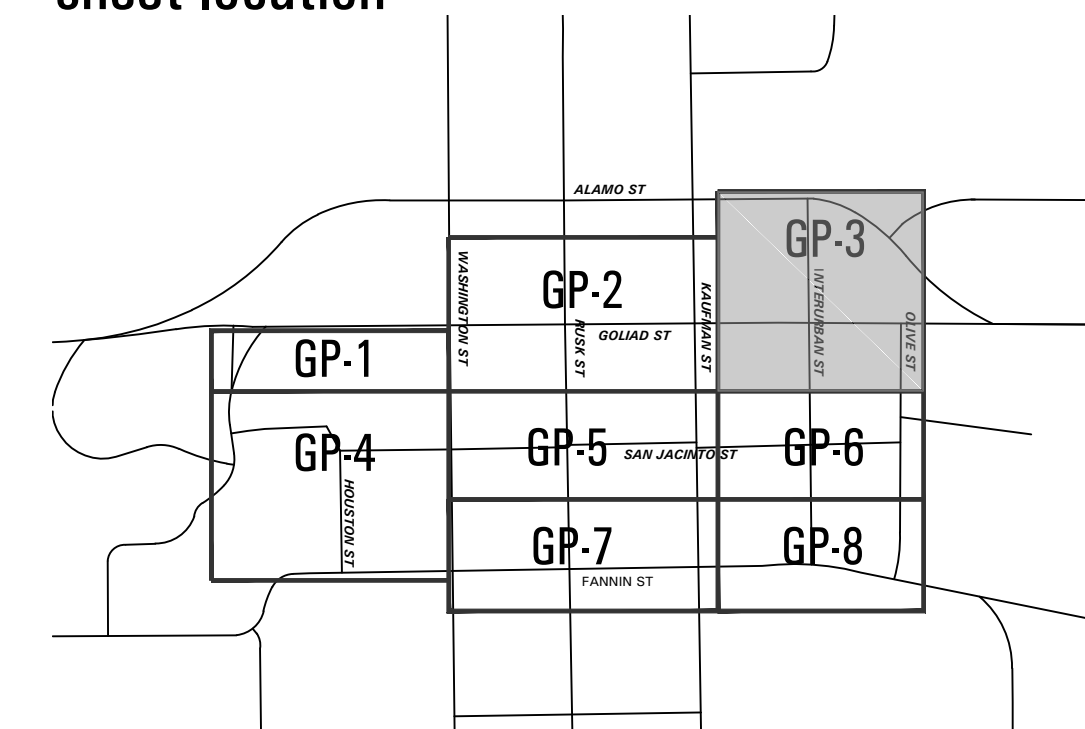 sheet location
ALAMO ST
GP-3
WASHINGTON ST
GP-2
KAUFMAN ST
INTERURBAN ST
OLIVE ST
RUSK ST
GOLIAD ST
GP-1
GP-4
GP-5
SAN JACINTO ST
GP-6
HOUSTON ST
GP-7
GP-8
FANNIN ST